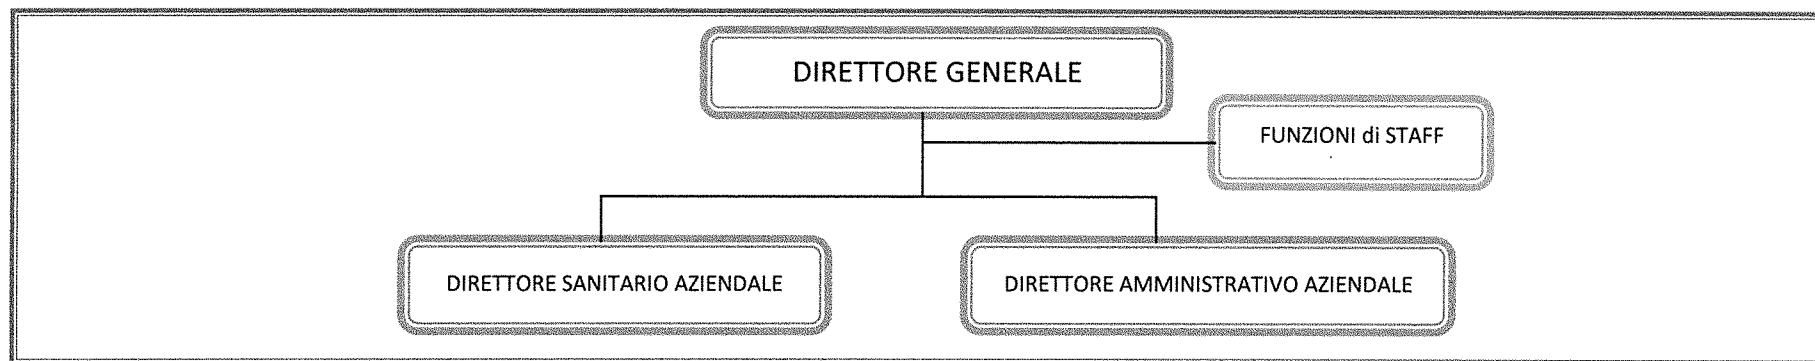 DIRETTORE GENERALE
FUNZIONI di STAFF
DIRETTORE SANITARIO AZIENDALE
DIRETTORE AMMINISTRATIVO AZIENDALE